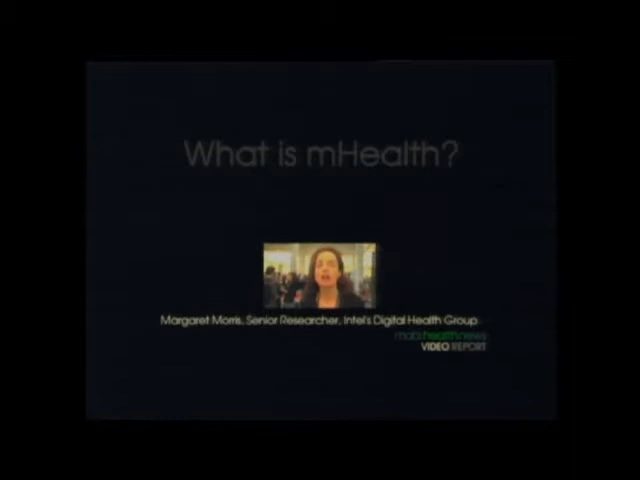 What is mHealth?
Margaret Morris, Senior Researcher, Intel's Digital Health Group
mobihealthnews
VIDEO REPORT